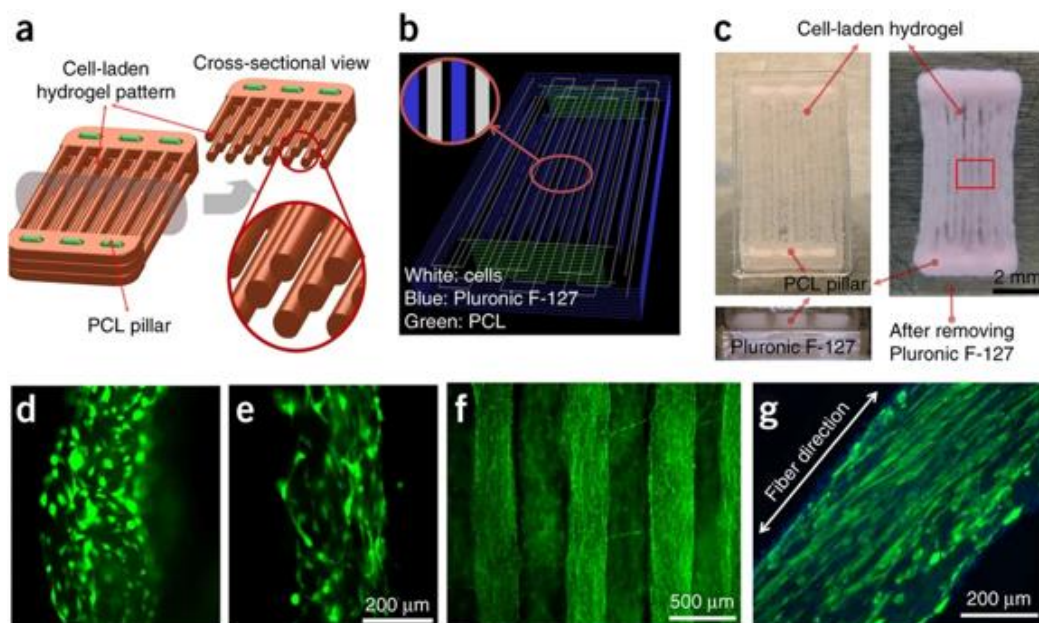 a
Cell-laden
hydrogel pattern
Cross-sectional view
PCL pillar
b
White: cells
Blue: Pluronic F-127
Green: PCL
c
Cell-laden hydrogel
PCL pillar
2 mm
Pluronic F-127
After removing
Pluronic F-127
d
e
200 µm
f
500 µm
g
Fiber direction
200 µm